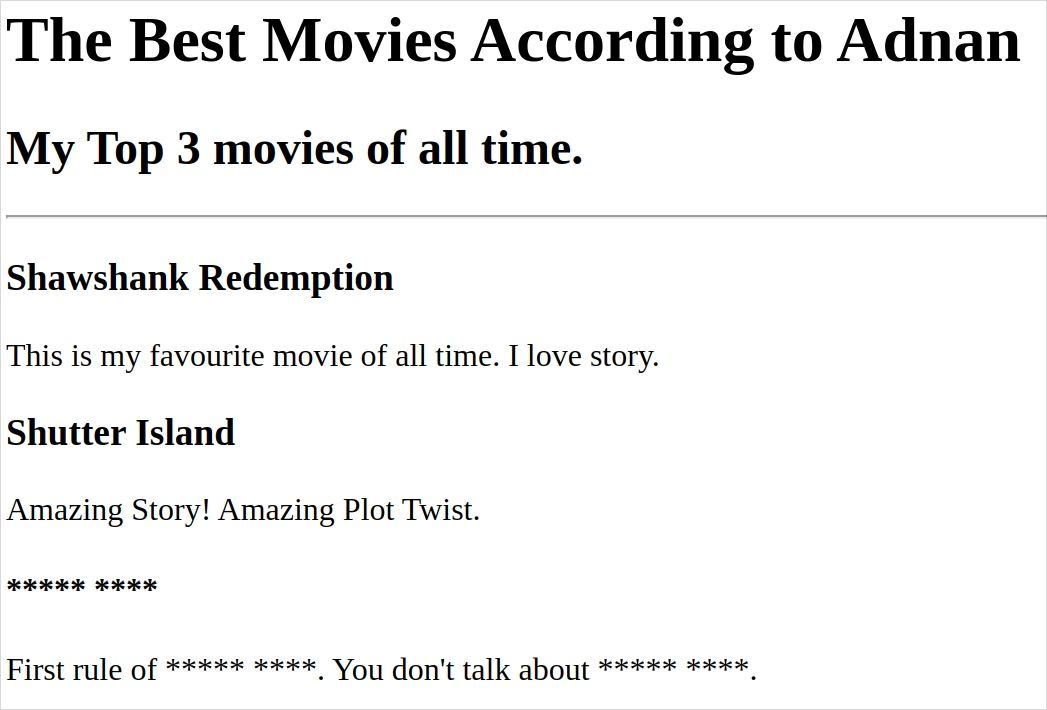 The Best Movies According to Adnan
My Top 3 movies of all time.
Shawshank Redemption
This is my favourite movie of all time. I love story.
Shutter Island
Amazing Story! Amazing Plot Twist.
***** ****
First rule of ***** ****. You don't talk about ***** ****.